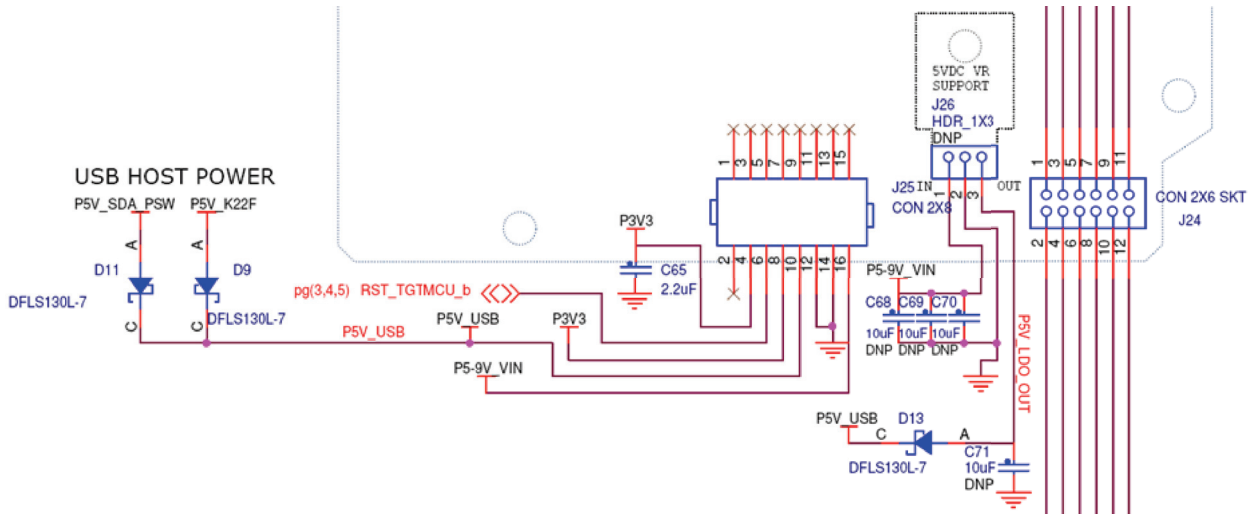 5VDC VR
SUPPORT
J26
HDR_1X3
DNP
1
3
5
7
9
11
13
15
1
3
5
7
9
11
USB HOST POWER
P5V_SDA_PSW
P5V_K22F
J25
IN
1
2
3
OUT
CON 2X8
CON 2X6 SKT
J24
A
A
P3V3
2
4
6
8
10
12
14
16
2
4
6
8
10
12
D11
D9
C65
2.2uF
P5-9V_VIN
DFLS130L-7
pg(3,4,5) RST_TGTMCU_b
C68
C69
C70
C
C
DFLS130L-7
P5V_USB
P5V_USB
P3V3
10uF
10uF
10uF
DNP
DNP
DNP
P5-9V_VIN
P5V_LDO_OUT
P5V_USB
D13
C
A
DFLS130L-7
C71
10uF
DNP